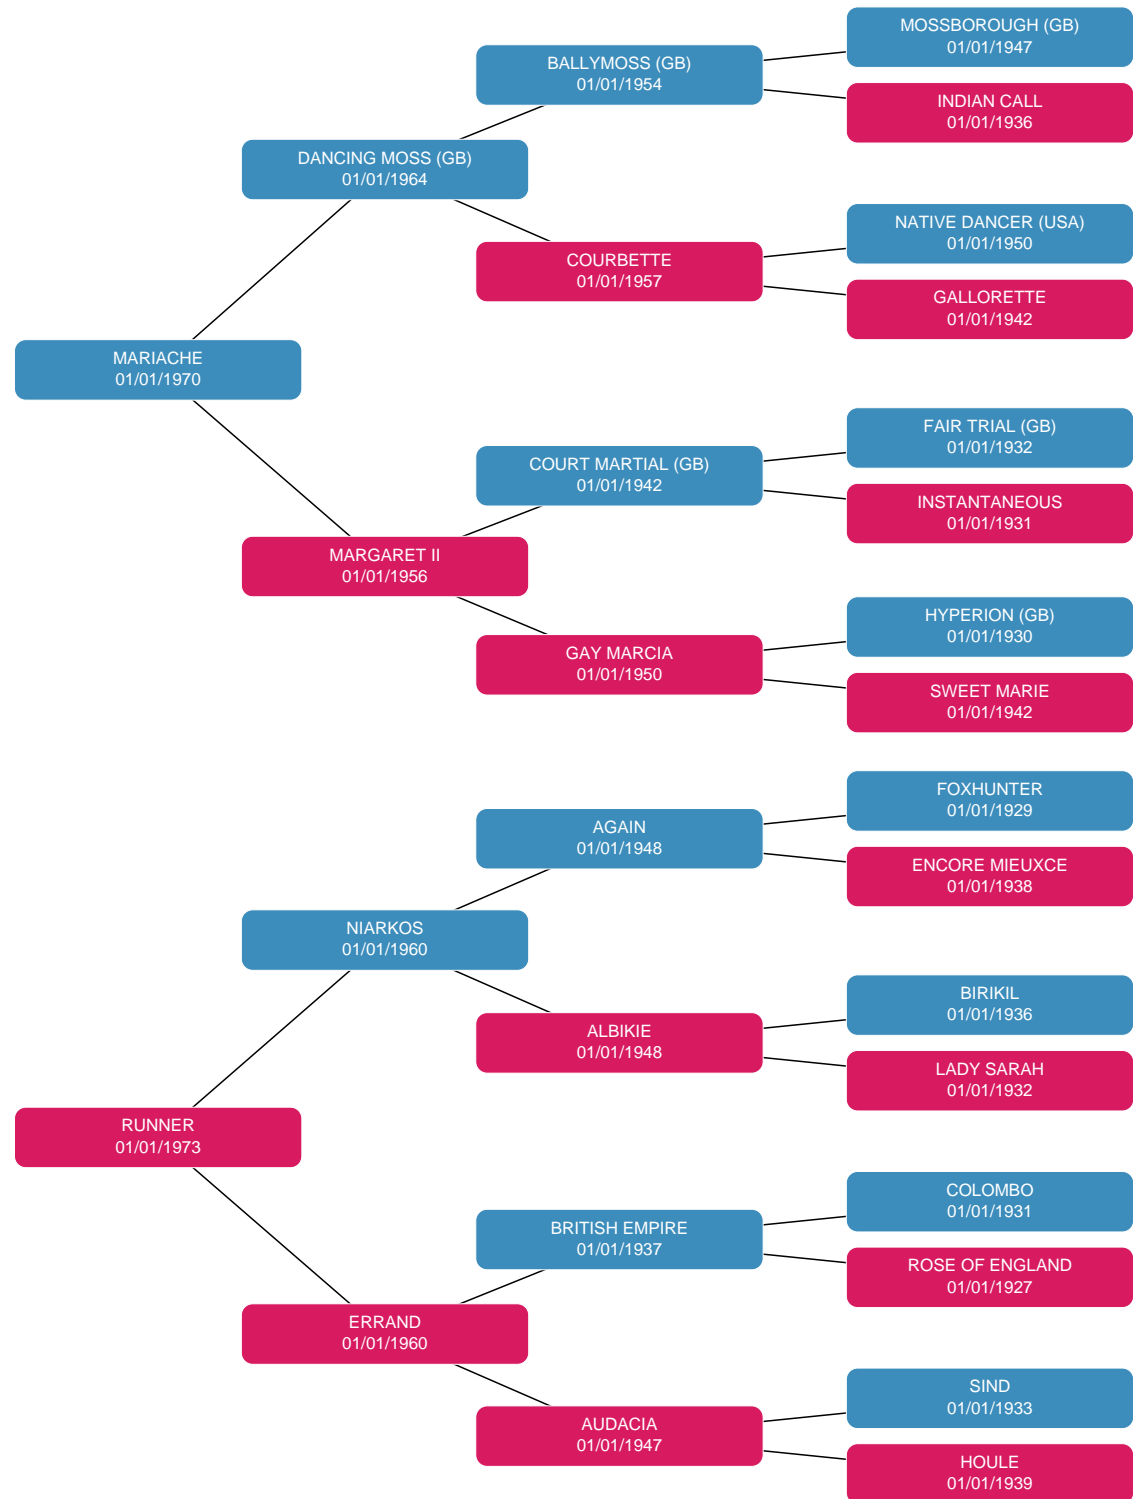 MOSSBOROUGH (GB)
01/01/1947
BALLYMOSS (GB)
01/01/1954
INDIAN CALL
01/01/1936
DANCING MOSS (GB)
01/01/1964
NATIVE DANCER (USA)
01/01/1950
COURBETTE
01/01/1957
GALLORETTE
01/01/1942
MARIACHE
01/01/1970
FAIR TRIAL (GB)
01/01/1932
COURT MARTIAL (GB)
01/01/1942
INSTANTANEOUS
01/01/1931
MARGARET II
01/01/1956
HYPERION (GB)
01/01/1930
GAY MARCIA
01/01/1950
SWEET MARIE
01/01/1942
FOXHUNTER
01/01/1929
AGAIN
01/01/1948
ENCORE MIEUXCE
01/01/1938
NIARKOS
01/01/1960
BIRIKIL
01/01/1936
ALBIKIE
01/01/1948
LADY SARAH
01/01/1932
RUNNER
01/01/1973
COLOMBO
01/01/1931
BRITISH EMPIRE
01/01/1937
ROSE OF ENGLAND
01/01/1927
ERRAND
01/01/1960
SIND
01/01/1933
AUDACIA
01/01/1947
HOULE
01/01/1939